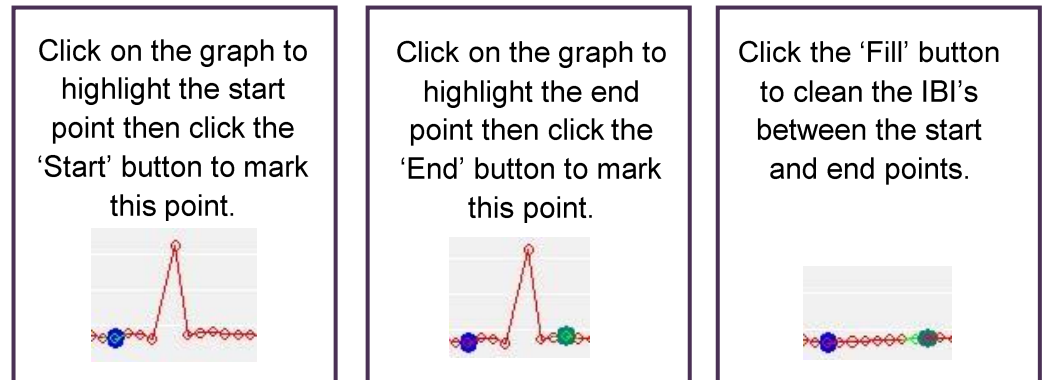 Click on the graph to
highlight the start
point then click the
‘Start’ button to mark
this point.
Click on the graph to
highlight the end
point then click the
‘End’ button to mark
this point.
Click the ‘Fill’ button
to clean the IBI’s
between the start
and end points.